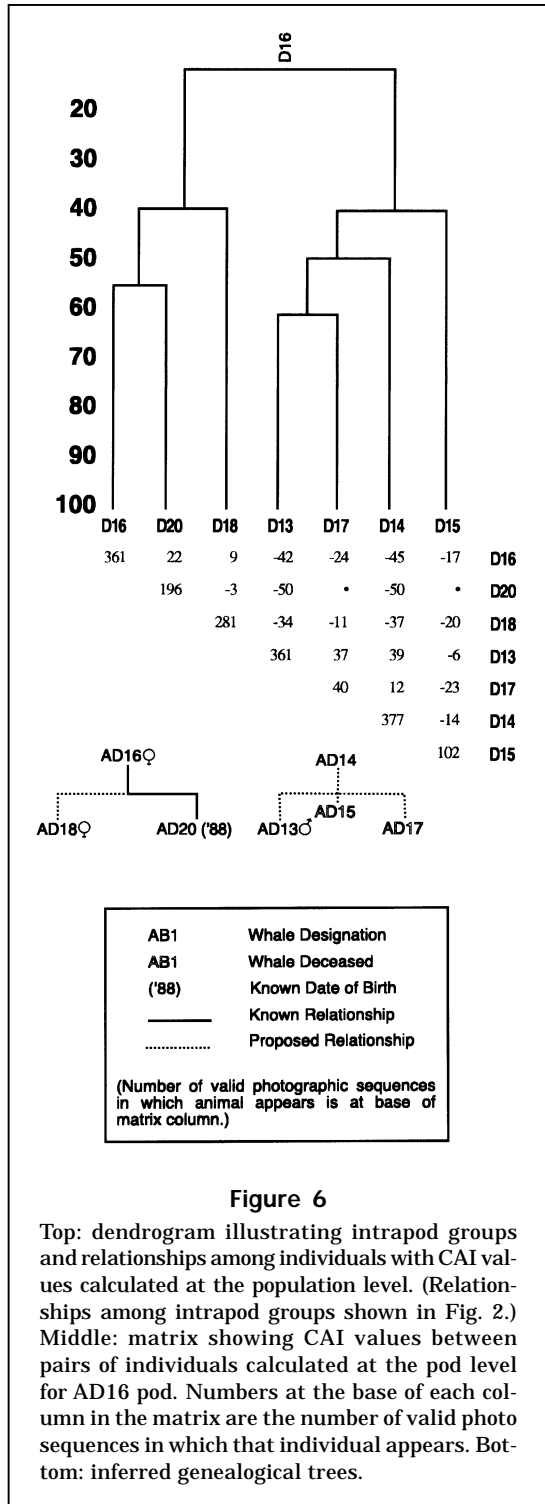 D16
20
30
40
50
60
70
80
90
100
D16 D20 D18 D13 D17 D14 D15
361 22 9 -42 -24 -45 -17 D16
196 -3 -50 • -50 • D20
281 -34 -11 -37 -20 D18
361 37 39 -6 D13
40 12 -23 D17
377 -14 D14
102 D15
AD16♀ AD14
AD18♀ AD20 ('88) AD13♂ AD15 AD17
AB1 Whale Designation
AB1 Whale Deceased
('88) Known Date of Birth
Known Relationship
Proposed Relationship
(Number of valid photographic sequences
in which animal appears is at base of
matrix column.)
Figure 6
Top: dendrogram illustrating intrapod groups
and relationships among individuals with CAI val-
ues calculated at the population level. (Relation-
ships among intrapod groups shown in Fig. 2.)
Middle: matrix showing CAI values between
pairs of individuals calculated at the pod level
for AD16 pod. Numbers at the base of each col-
umn in the matrix are the number of valid photo
sequences in which that individual appears. Bot-
tom: inferred genealogical trees.